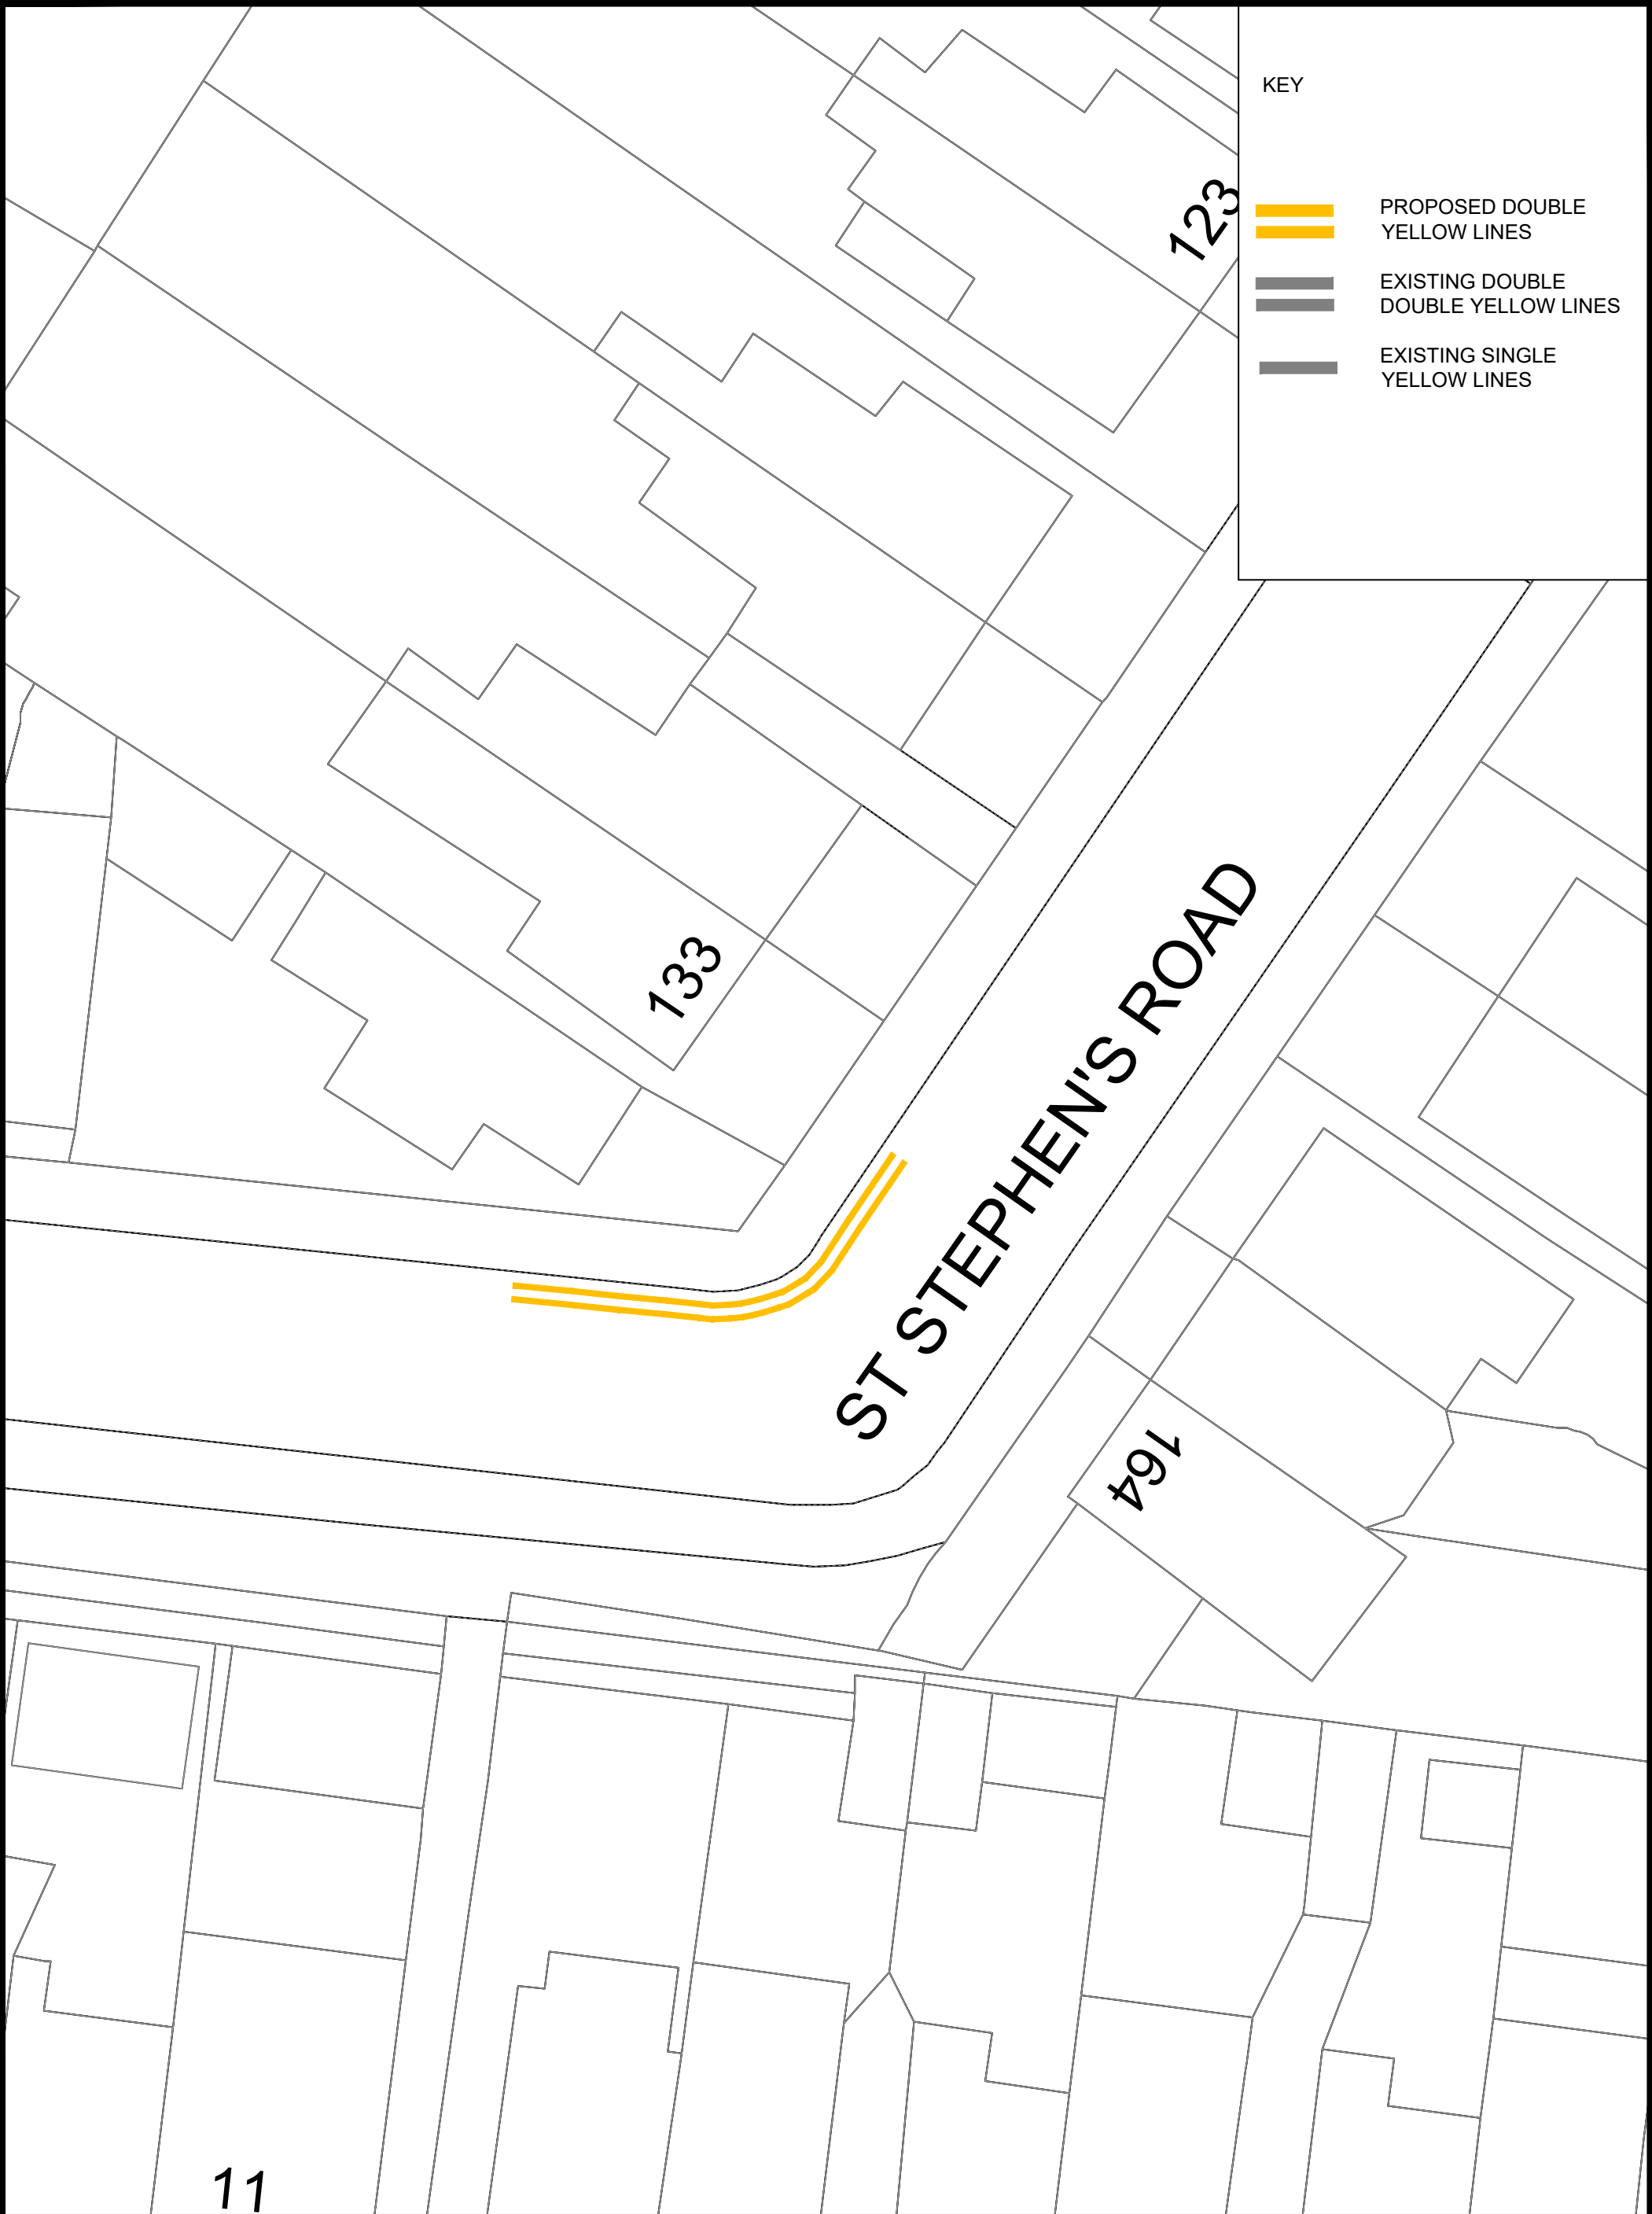 KEY
PROPOSED DOUBLE
YELLOW LINES
EXISTING DOUBLE
DOUBLE YELLOW LINES
EXISTING SINGLE
YELLOW LINES
123
133
ST STEPHEN'S ROAD
164
11